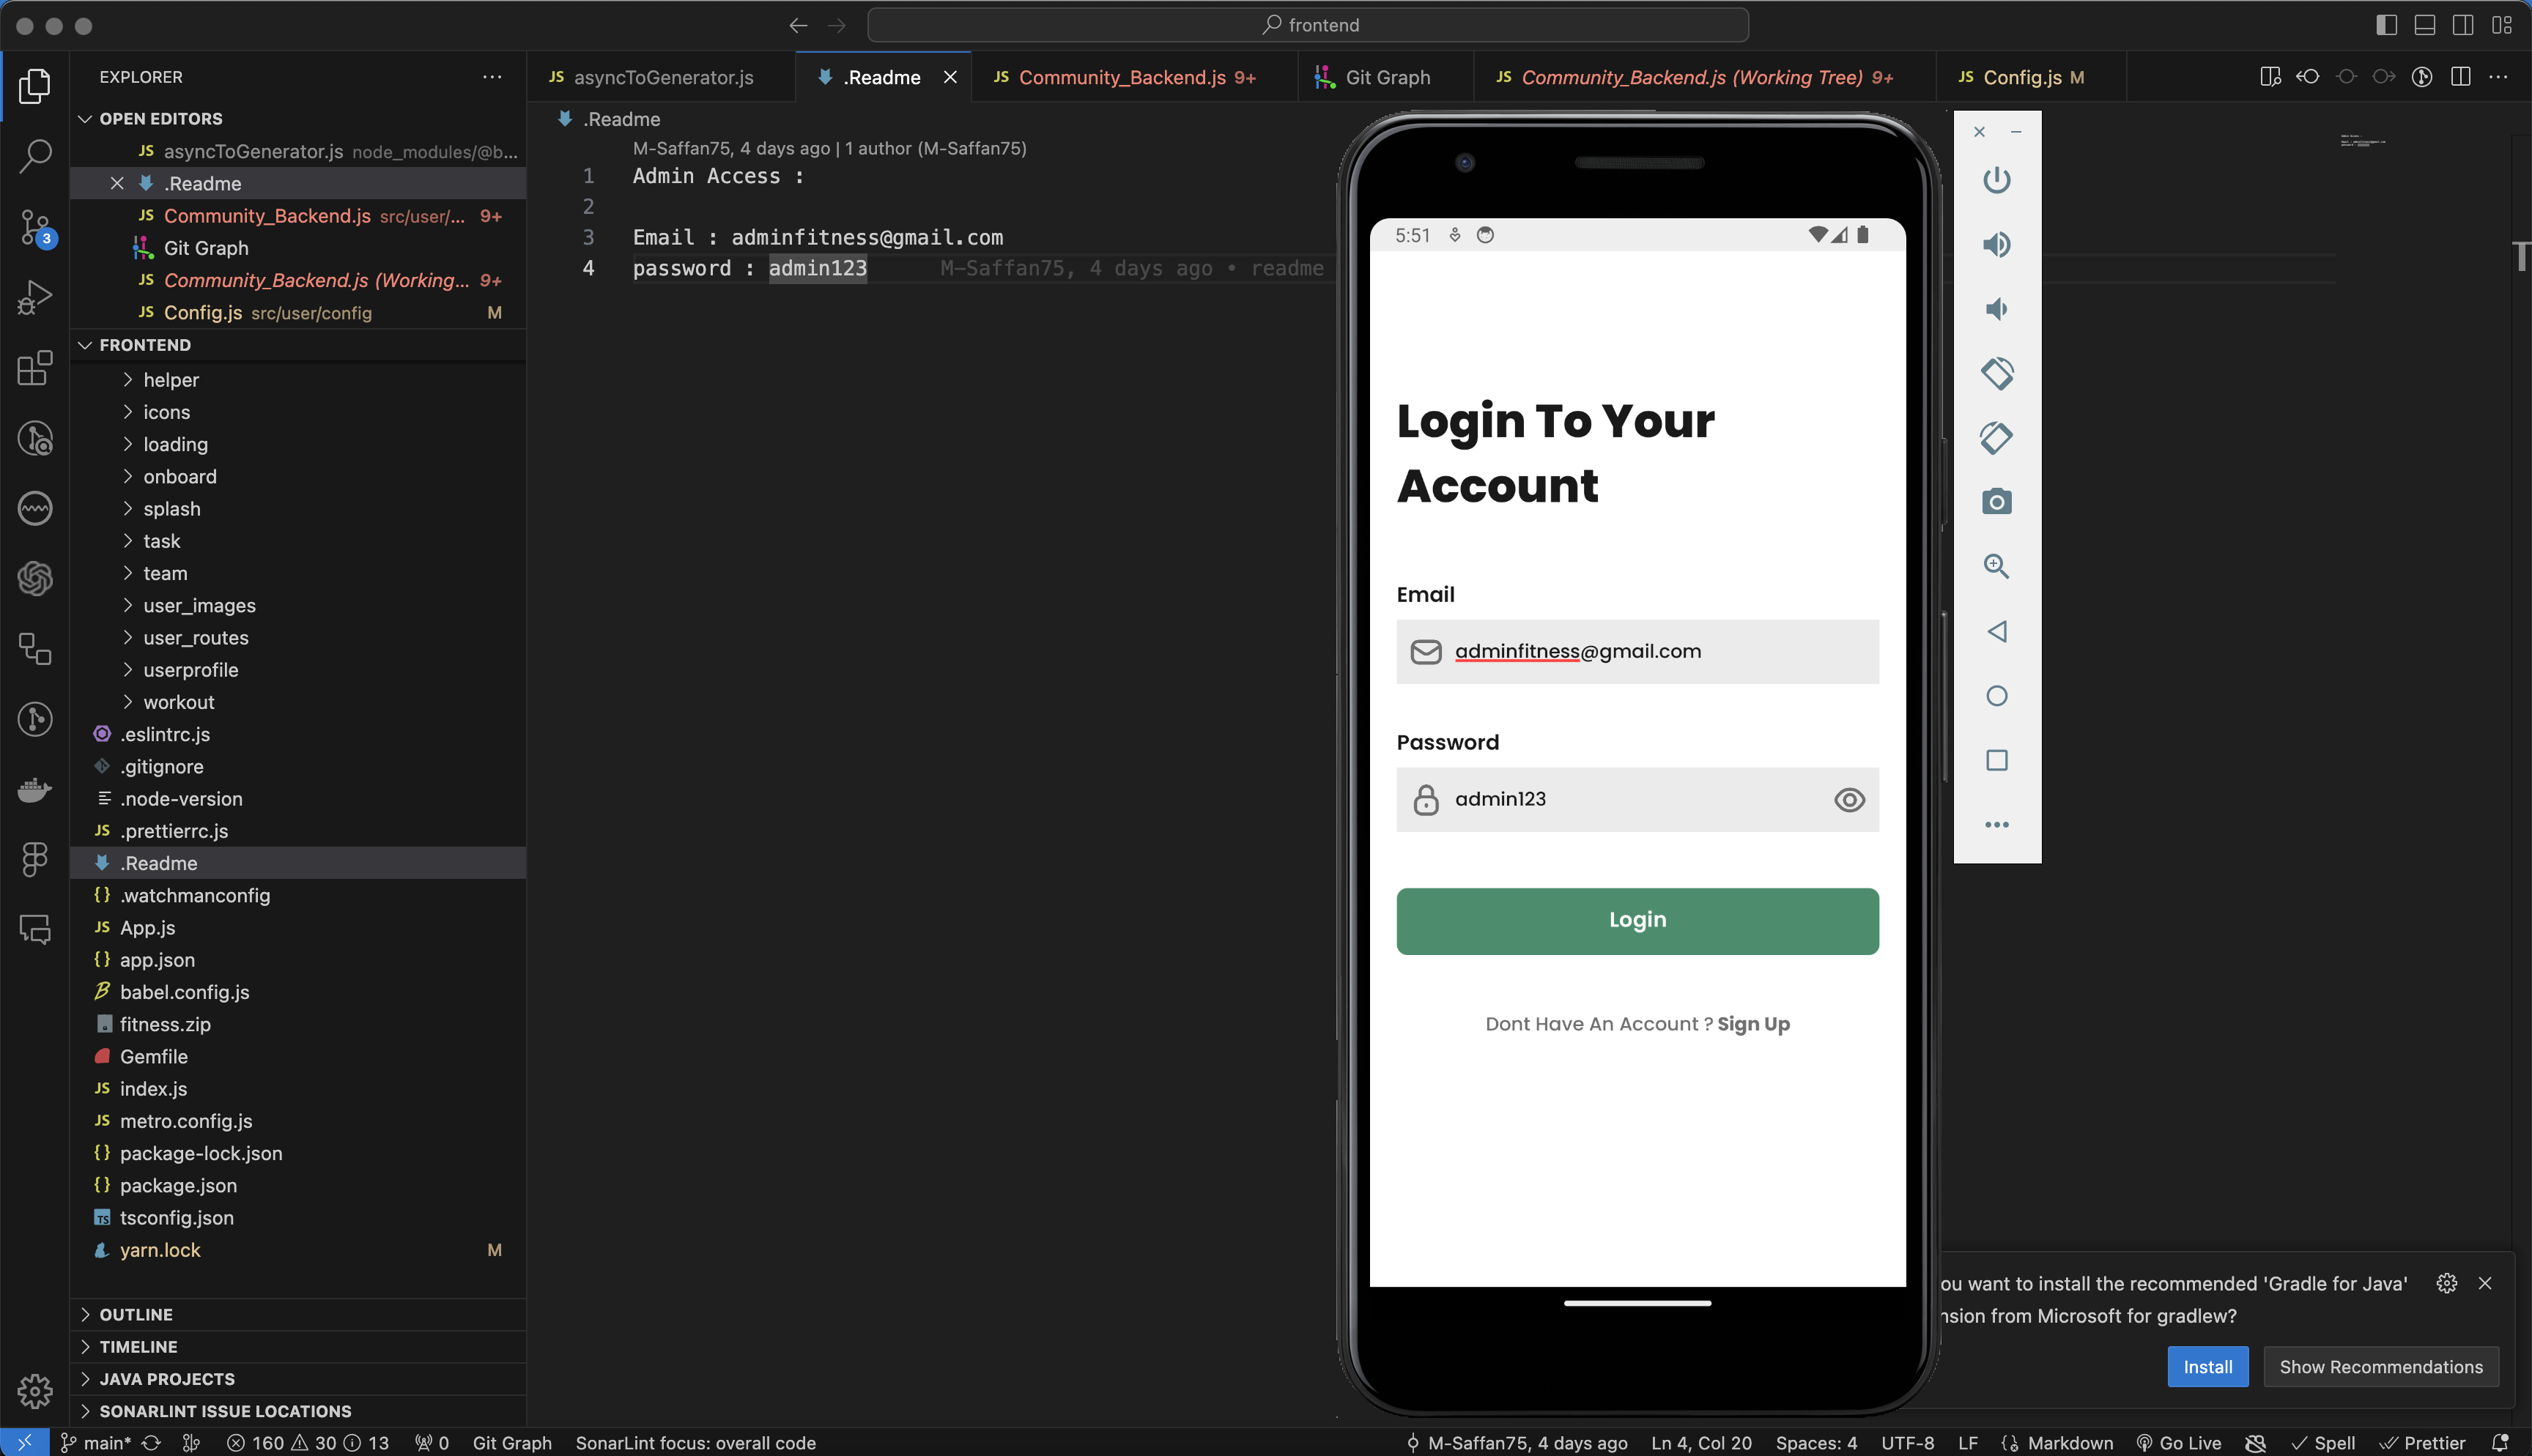 frontend
EXPLORER
OPEN EDITORS
JS asyncToGenerator.js node_modules/@b...
.Readme
JS Community_Backend.js src/user/... 9+
Git Graph
JS Community_Backend.js (Working... 9+
JS Config.js src/user/config M
FRONTEND
helper
icons
loading
onboard
splash
task
team
user_images
user_routes
userprofile
workout
.eslintrc.js
.gitignore
.node-version
JS .prettierrc.js
.Readme
{} .watchmanconfig
JS App.js
{} app.json
babel.config.js
fitness.zip
Gemfile
JS index.js
JS metro.config.js
{} package-lock.json
{} package.json
TS tsconfig.json
yarn.lock M
OUTLINE
TIMELINE
JAVA PROJECTS
SONARLINT ISSUE LOCATIONS
3
JS asyncToGenerator.js
.Readme
JS Community_Backend.js 9+
Git Graph
JS Community_Backend.js (Working Tree) 9+
JS Config.js M
.Readme
M-Saffan75, 4 days ago | 1 author (M-Saffan75)
1 Admin Access :
2
3 Email : adminfitness@gmail.com
4 password : admin123 M-Saffan75, 4 days ago • readme
5:51
Login To Your
Account
Email
adminfitness@gmail.com
Password
admin123
Login
Dont Have An Account ? Sign Up
ou want to install the recommended 'Gradle for Java'
nsion from Microsoft for gradlew?
Install
Show Recommendations
main* 160 30 13 0 Git Graph SonarLint focus: overall code M-Saffan75, 4 days ago Ln 4, Col 20 Spaces: 4 UTF-8 LF Markdown Go Live Spell Prettier